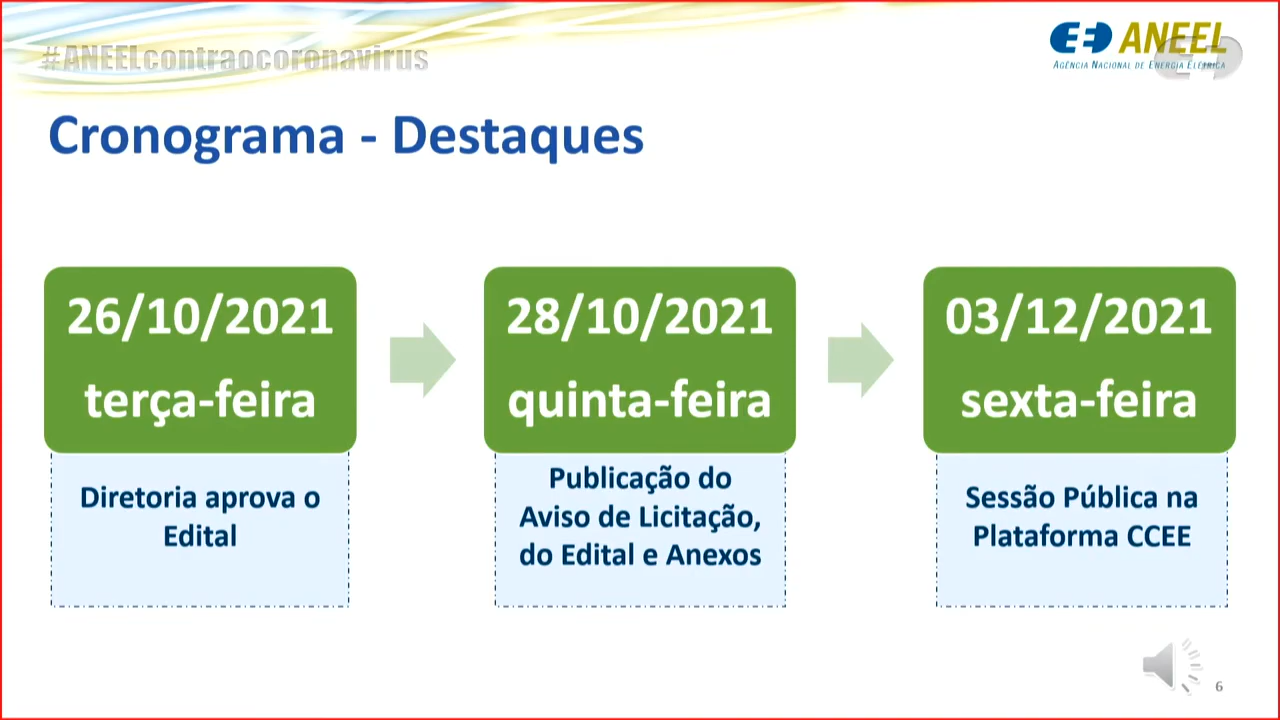 #ANEELcontraocoronavirus
ANEEL
AGÊNCIA NACIONAL DE ENERGIA ELÉTRICA
Cronograma - Destaques
26/10/2021
terça-feira
Diretoria aprova o
Edital
28/10/2021
quinta-feira
Publicação do
Aviso de Licitação,
do Edital e Anexos
03/12/2021
sexta-feira
Sessão Pública na
Plataforma CCEE
6